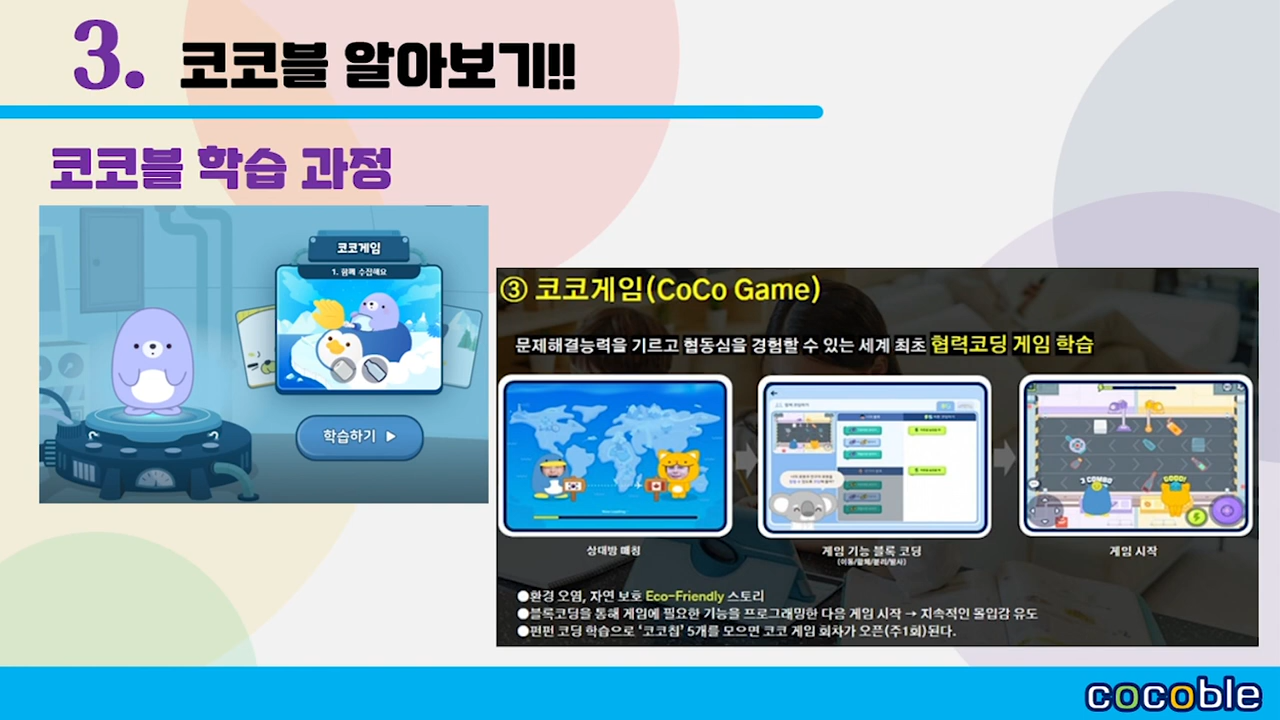 3. 코코블 알아보기!!
코코블 학습 과정
코코게임
1. 함께 수집해요
학습하기 ▶
③ 코코게임(CoCo Game)
문제해결능력을 기르고 협동심을 경험할 수 있는 세계 최초 협력코딩 게임 학습
2 COMBO
GOOD!
상대방 매칭
게임 기능 블록 코딩
게임 시작
(이동/합체/분리/발사)
●환경 오염, 자연 보호 Eco-Friendly 스토리
●블록코딩을 통해 게임에 필요한 기능을 프로그래밍한 다음 게임 시작 → 지속적인 몰입감 유도
●펀펀 코딩 학습으로 '코코칩' 5개를 모으면 코코 게임 회차가 오픈(주1회)된다.
cocoble